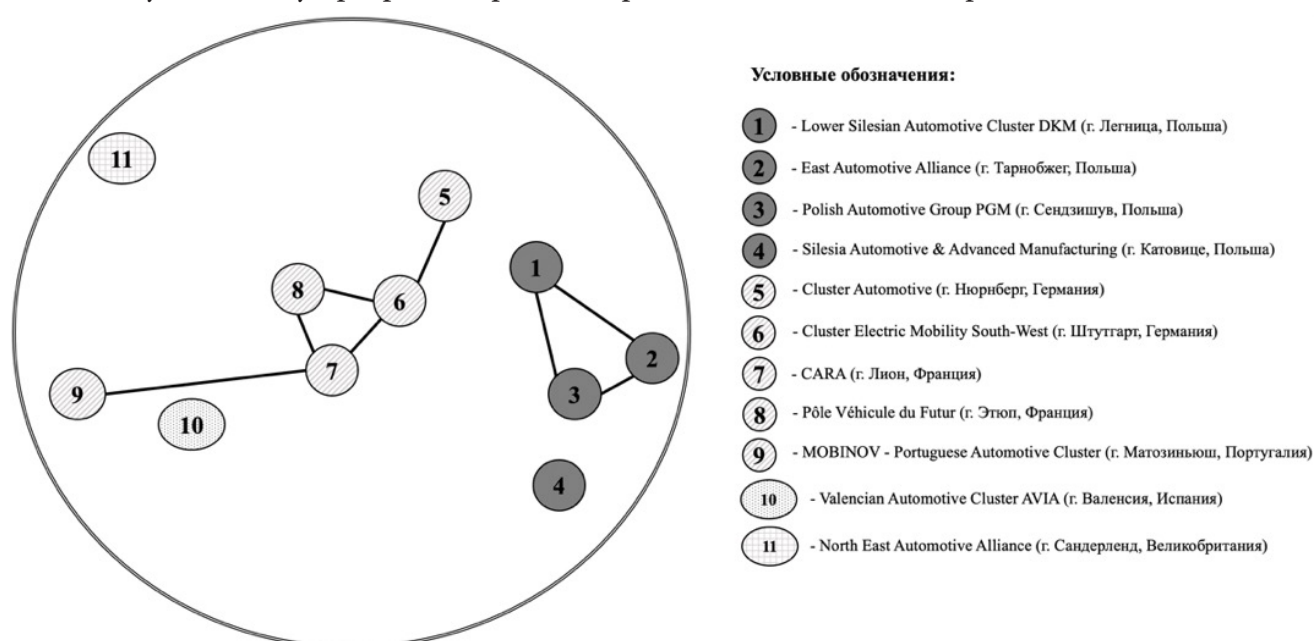 11
5
8
6
1
7
2
9
3
10
4
Условные обозначения:
1 - Lower Silesian Automotive Cluster DKM (г. Легница, Польша)
2 - East Automotive Alliance (г. Тарнобжег, Польша)
3 - Polish Automotive Group PGM (г. Сендзишув, Польша)
4 - Silesia Automotive & Advanced Manufacturing (г. Катовице, Польша)
5 - Cluster Automotive (г. Нюрнберг, Германия)
6 - Cluster Electric Mobility South-West (г. Штутгарт, Германия)
7 - CARA (г. Лион, Франция)
8 - Pôle Véhicule du Futur (г. Этюп, Франция)
9 - MOBINOV - Portuguese Automotive Cluster (г. Матозиньюш, Португалия)
10 - Valencian Automotive Cluster AVIA (г. Валенсия, Испания)
11 - North East Automotive Alliance (г. Сандерленд, Великобритания)